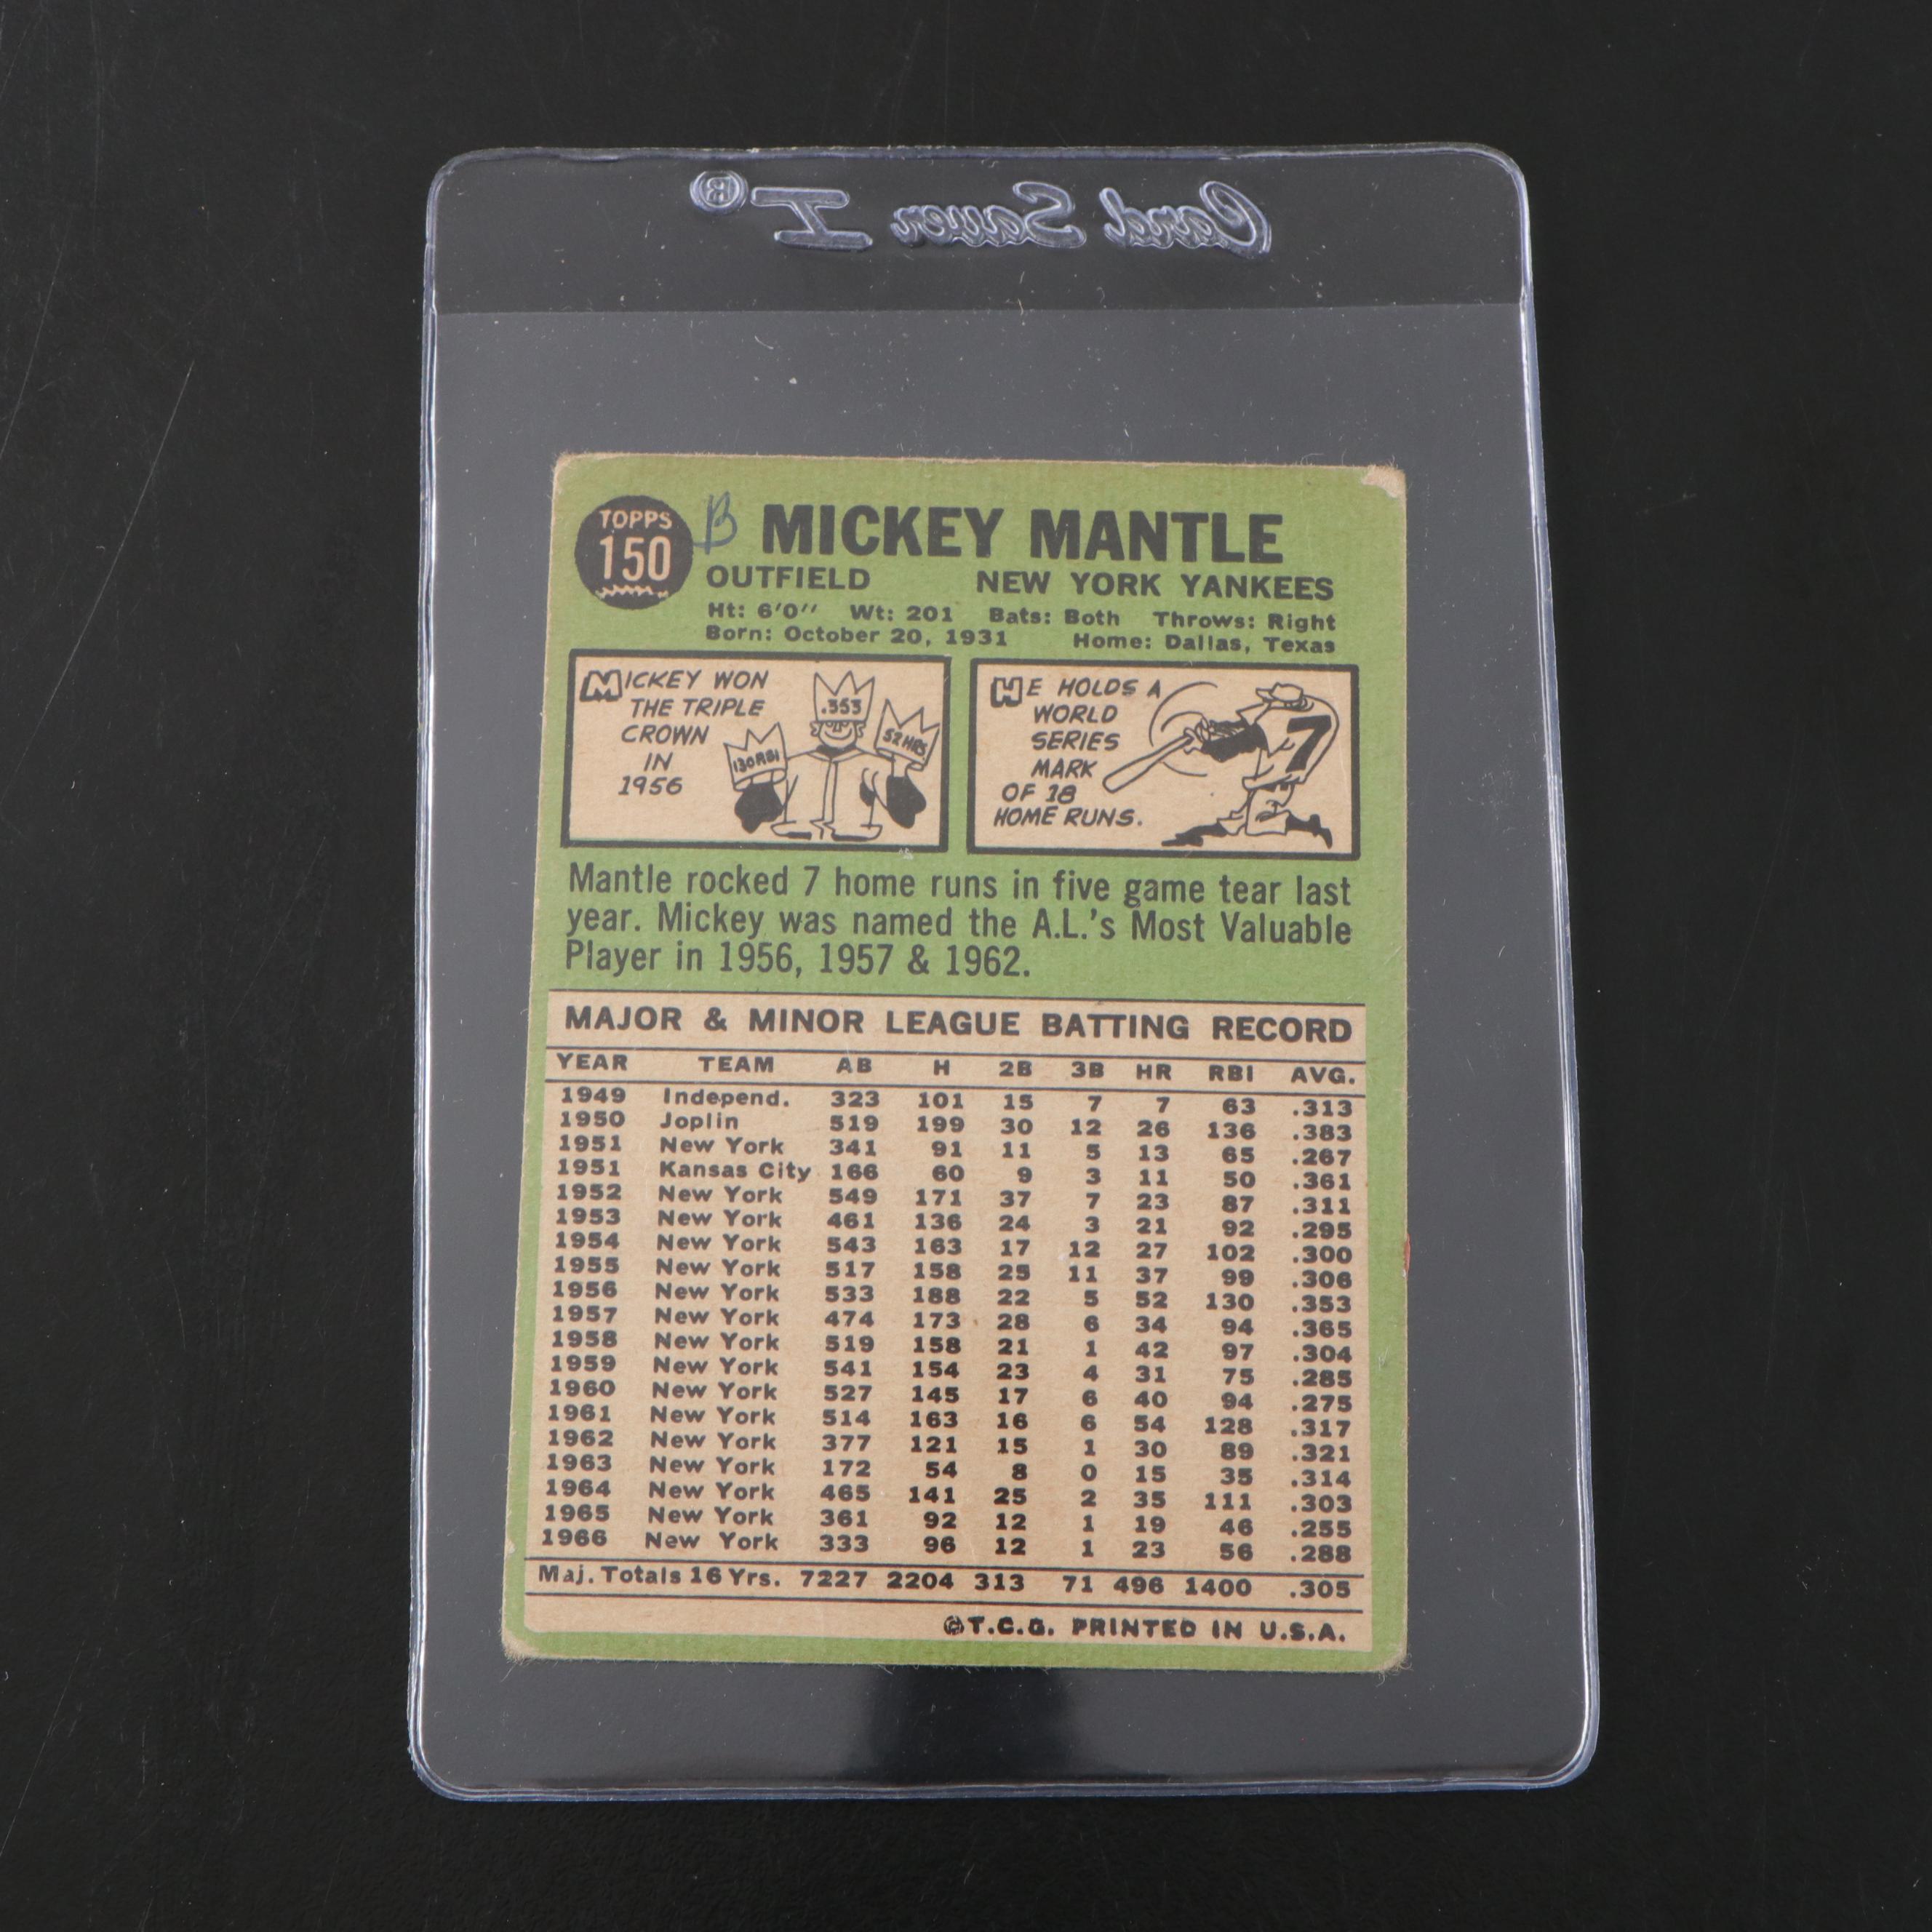 Card Saver I®
TOPPS
150
B
MICKEY MANTLE
OUTFIELD NEW YORK YANKEES
Ht: 6'0" Wt: 201 Bats: Both Throws: Right
Born: October 20, 1931 Home: Dallas, Texas
MICKEY WON
THE TRIPLE
CROWN
IN
1956
.353
130 RBI
52 HRS
HE HOLDS A
WORLD
SERIES
MARK
OF 18
HOME RUNS.
7
Mantle rocked 7 home runs in five game tear last
year. Mickey was named the A.L.'s Most Valuable
Player in 1956, 1957 & 1962.
MAJOR & MINOR LEAGUE BATTING RECORD
YEAR TEAM AB H 2B 3B HR RBI AVG.
1949 Independ. 323 101 15 7 7 63 .313
1950 Joplin 519 199 30 12 26 136 .383
1951 New York 341 91 11 5 13 65 .267
1951 Kansas City 166 60 9 3 11 50 .361
1952 New York 549 171 37 7 23 87 .311
1953 New York 461 136 24 3 21 92 .295
1954 New York 543 163 17 12 27 102 .300
1955 New York 517 158 25 11 37 99 .306
1956 New York 533 188 22 5 52 130 .353
1957 New York 474 173 28 6 34 94 .365
1958 New York 519 158 21 1 42 97 .304
1959 New York 541 154 23 4 31 75 .285
1960 New York 527 145 17 6 40 94 .275
1961 New York 514 163 16 6 54 128 .317
1962 New York 377 121 15 1 30 89 .321
1963 New York 172 54 8 0 15 35 .314
1964 New York 465 141 25 2 35 111 .303
1965 New York 361 92 12 1 19 46 .255
1966 New York 333 96 12 1 23 56 .288
Maj. Totals 16 Yrs. 7227 2204 313 71 496 1400 .305
©T.C.G. PRINTED IN U.S.A.